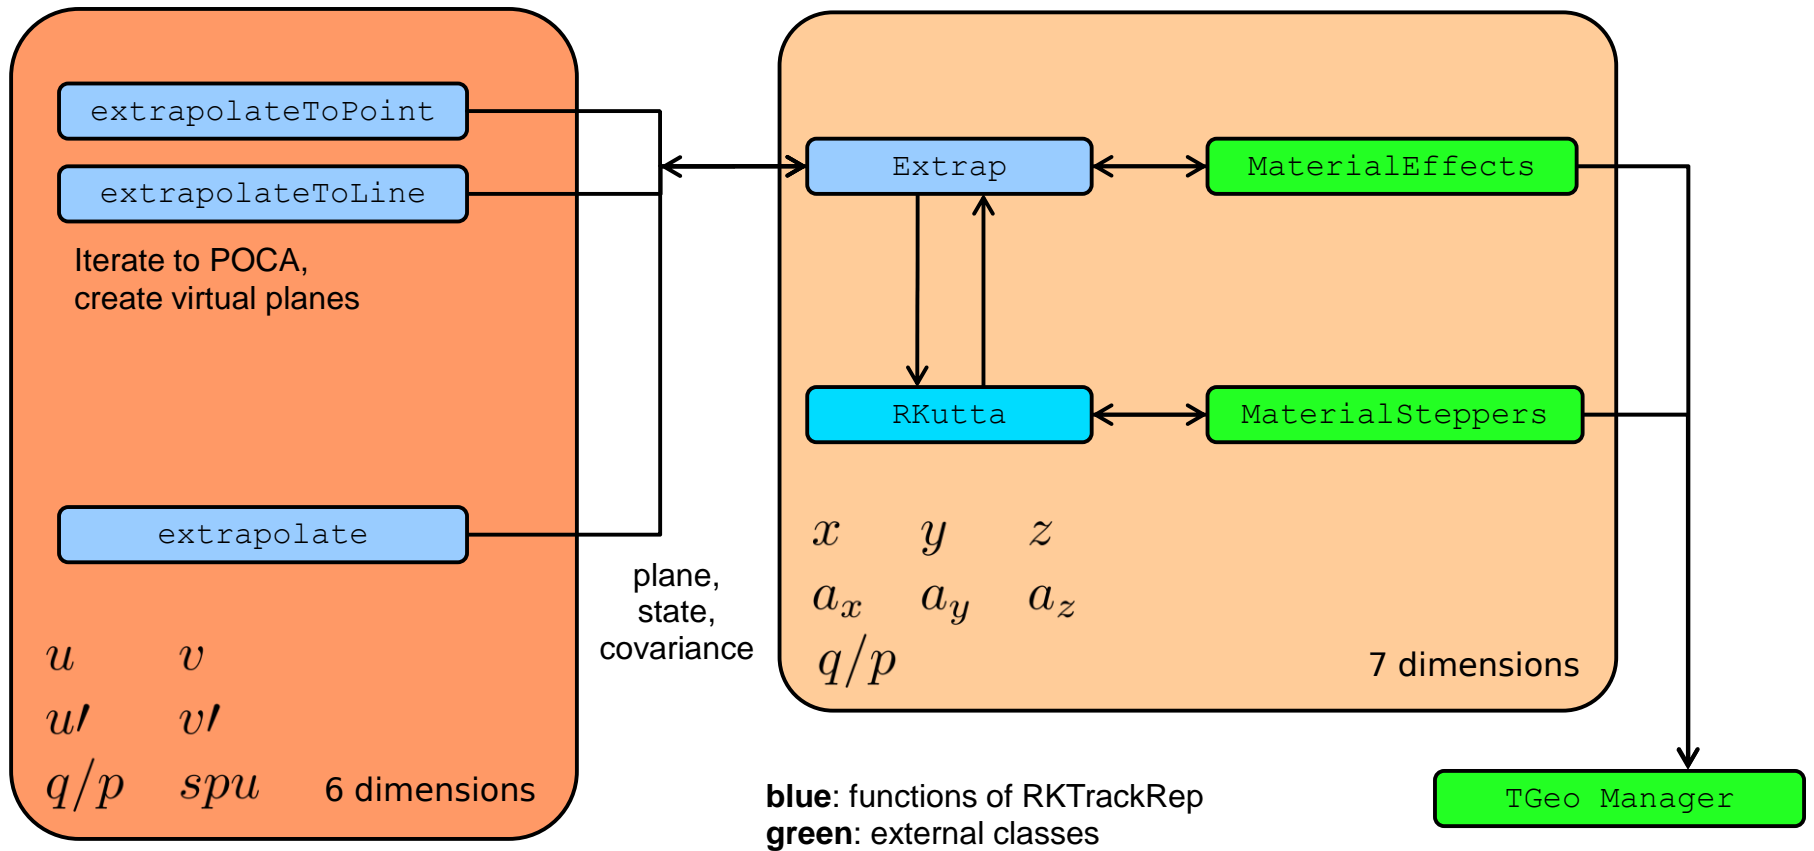 extrapolateToPoint
extrapolateToLine
Iterate to POCA,
create virtual planes
extrapolate
u v
u′ v′
q/p spu 6 dimensions
plane,
state,
covariance
Extrap MaterialEffects
RKutta MaterialSteppers
x y z
a_x a_y a_z
q/p 7 dimensions
blue: functions of RKTrackRep
green: external classes
TGeo Manager